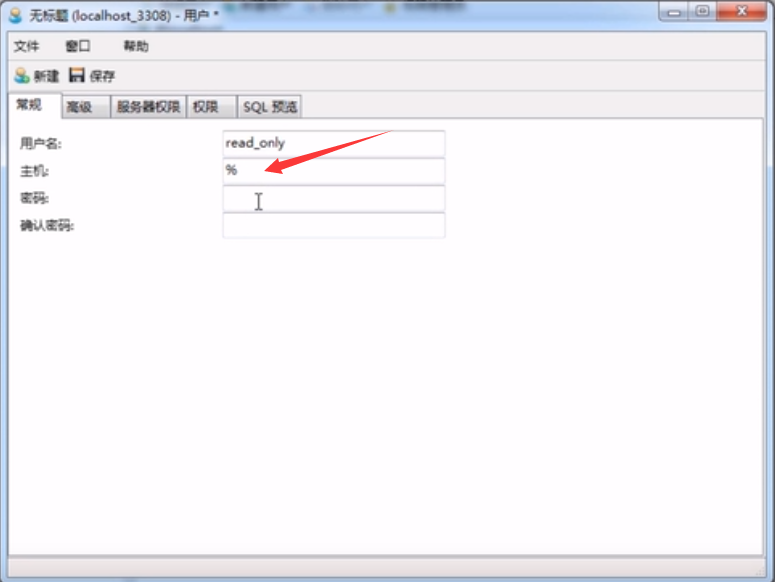 无标题 (localhost_3308) - 用户 *
文件 窗口 帮助
新建 保存
常规 高级 服务器权限 权限 SQL 预览
用户名: read_only
主机: %
密码:
确认密码: